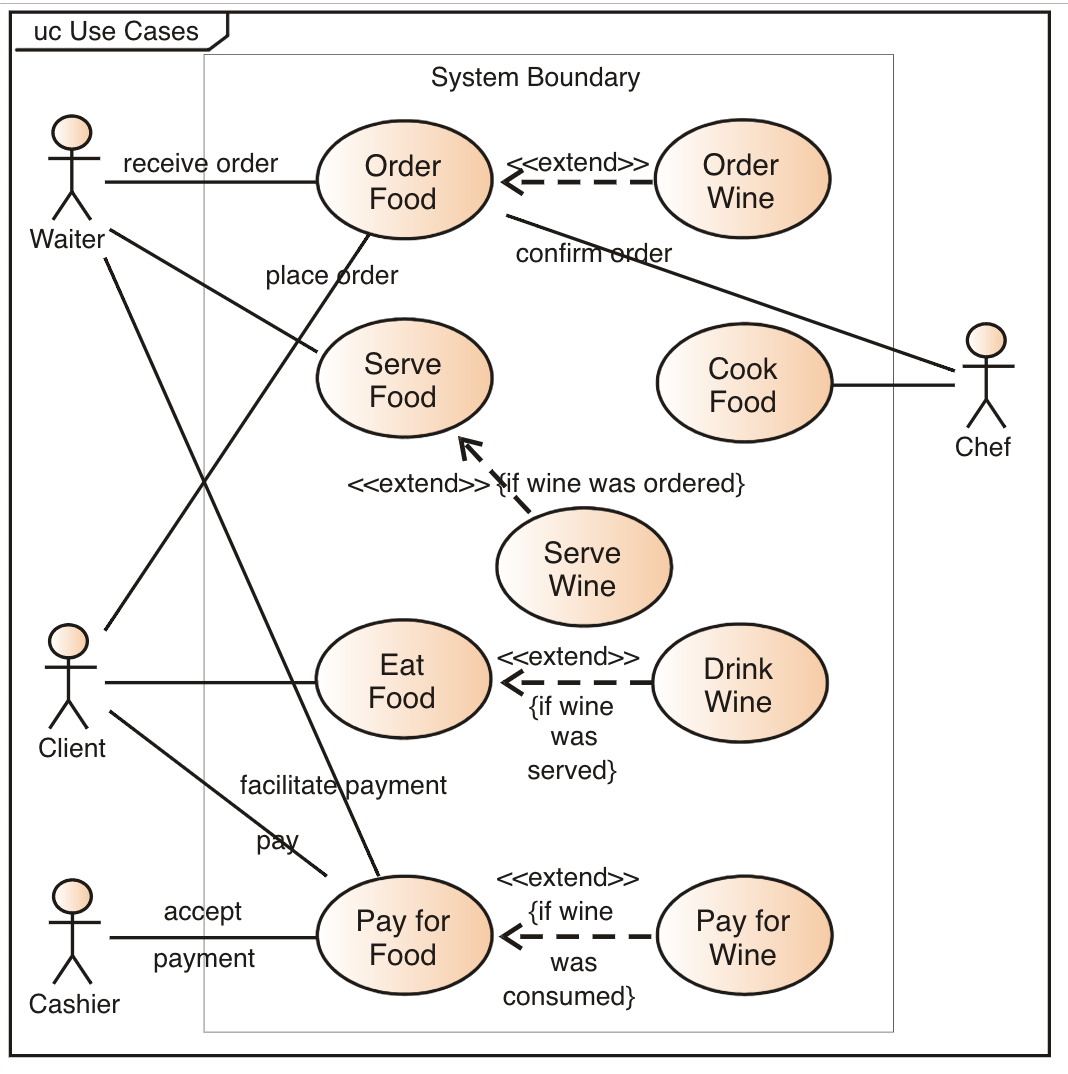 uc Use Cases
System Boundary
receive order
Order
Food
<<extend>>
Order
Wine
Waiter
confirm order
place order
Serve
Food
Cook
Food
Chef
<<extend>> {if wine was ordered}
Serve
Wine
Eat
Food
<<extend>>
{if wine
was
served}
Drink
Wine
Client
facilitate payment
pay
accept
payment
Pay for
Food
<<extend>>
{if wine
was
consumed}
Pay for
Wine
Cashier